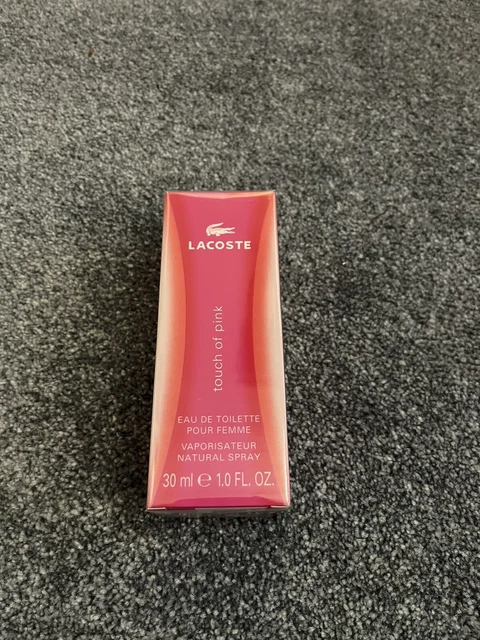 LACOSTE
touch of pink
EAU DE TOILETTE
POUR FEMME
VAPORISATEUR
NATURAL SPRAY
30 ml ℮ 1.0 FL. OZ.